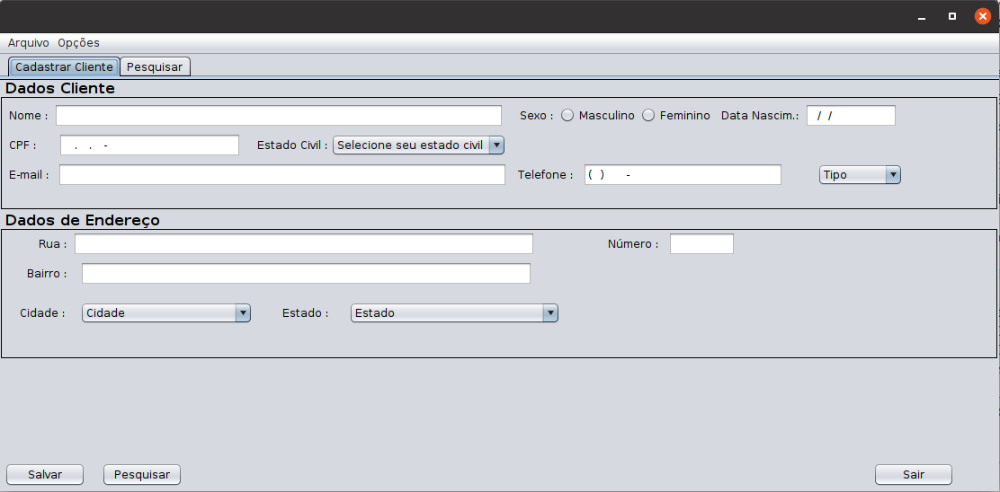 Arquivo Opções
Cadastrar Cliente Pesquisar
Dados Cliente
Nome : Sexo : Masculino Feminino Data Nascim.: / /
CPF : . . - Estado Civil : Selecione seu estado civil
E-mail : Telefone : ( ) - Tipo
Dados de Endereço
Rua : Número :
Bairro :
Cidade : Cidade Estado : Estado
Salvar Pesquisar Sair